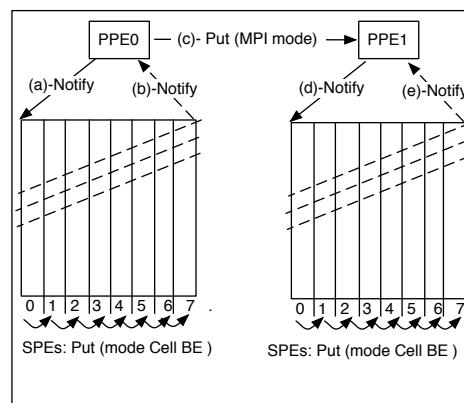 PPE0 (c)- Put (MPI mode) PPE1
(a)-Notify (b)-Notify (d)-Notify (e)-Notify
0 1 2 3 4 5 6 7 . 0 1 2 3 4 5 6 7
SPEs: Put (mode Cell BE ) SPEs: Put (mode Cell BE )